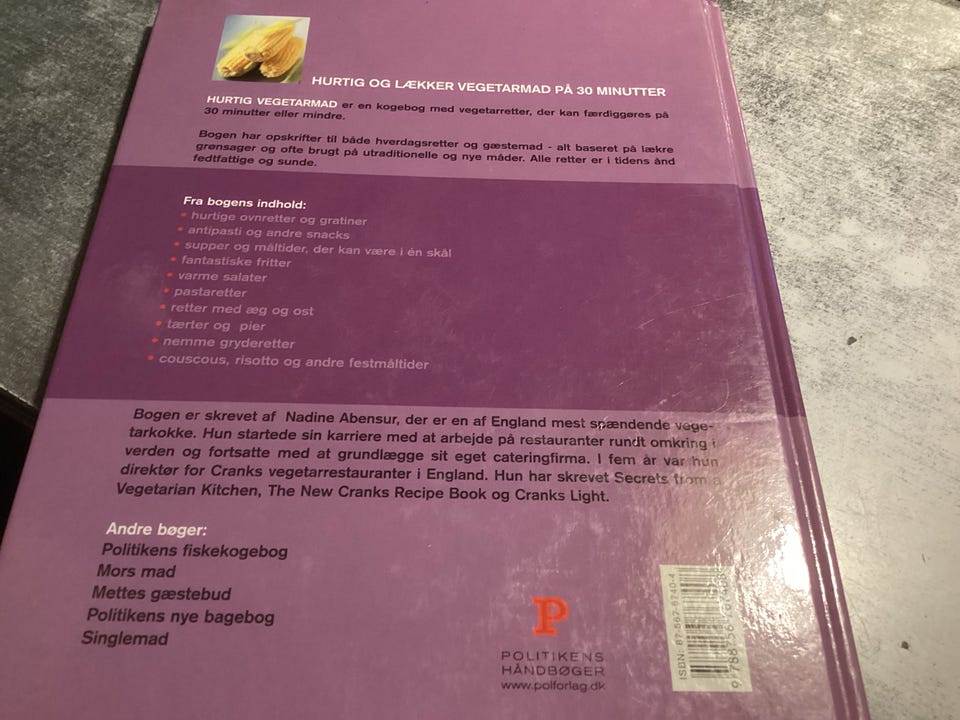 HURTIG OG LÆKKER VEGETARMAD PÅ 30 MINUTTER
HURTIG VEGETARMAD er en kogebog med vegetarretter, der kan færdiggøres på
30 minutter eller mindre.
Bogen har opskrifter til både hverdagsretter og gæstemad - alt baseret på lækre
grønsager og ofte brugt på utraditionelle og nye måder. Alle retter er i tidens ånd
fedtfattige og sunde.
Fra bogens indhold:
• hurtige ovnretter og gratiner
• antipasti og andre snacks
• supper og måltider, der kan være i én skål
• fantastiske fritter
• varme salater
• pastaretter
• retter med æg og ost
• tærter og pier
• nemme gryderetter
• couscous, risotto og andre festmåltider
Bogen er skrevet af Nadine Abensur, der er en af England mest spændende vege-
tarkokke. Hun startede sin karriere med at arbejde på restauranter rundt omkring i
verden og fortsatte med at grundlægge sit eget cateringfirma. I fem år var hun
direktør for Cranks vegetarrestauranter i England. Hun har skrevet Secrets from a
Vegetarian Kitchen, The New Cranks Recipe Book og Cranks Light.
Andre bøger:
Politikens fiskekogebog
Mors mad
Mettes gæstebud
Politikens nye bagebog
Singlemad
P
POLITIKENS
HÅNDBØGER
www.polforlag.dk
ISBN: 87-567-6740-4